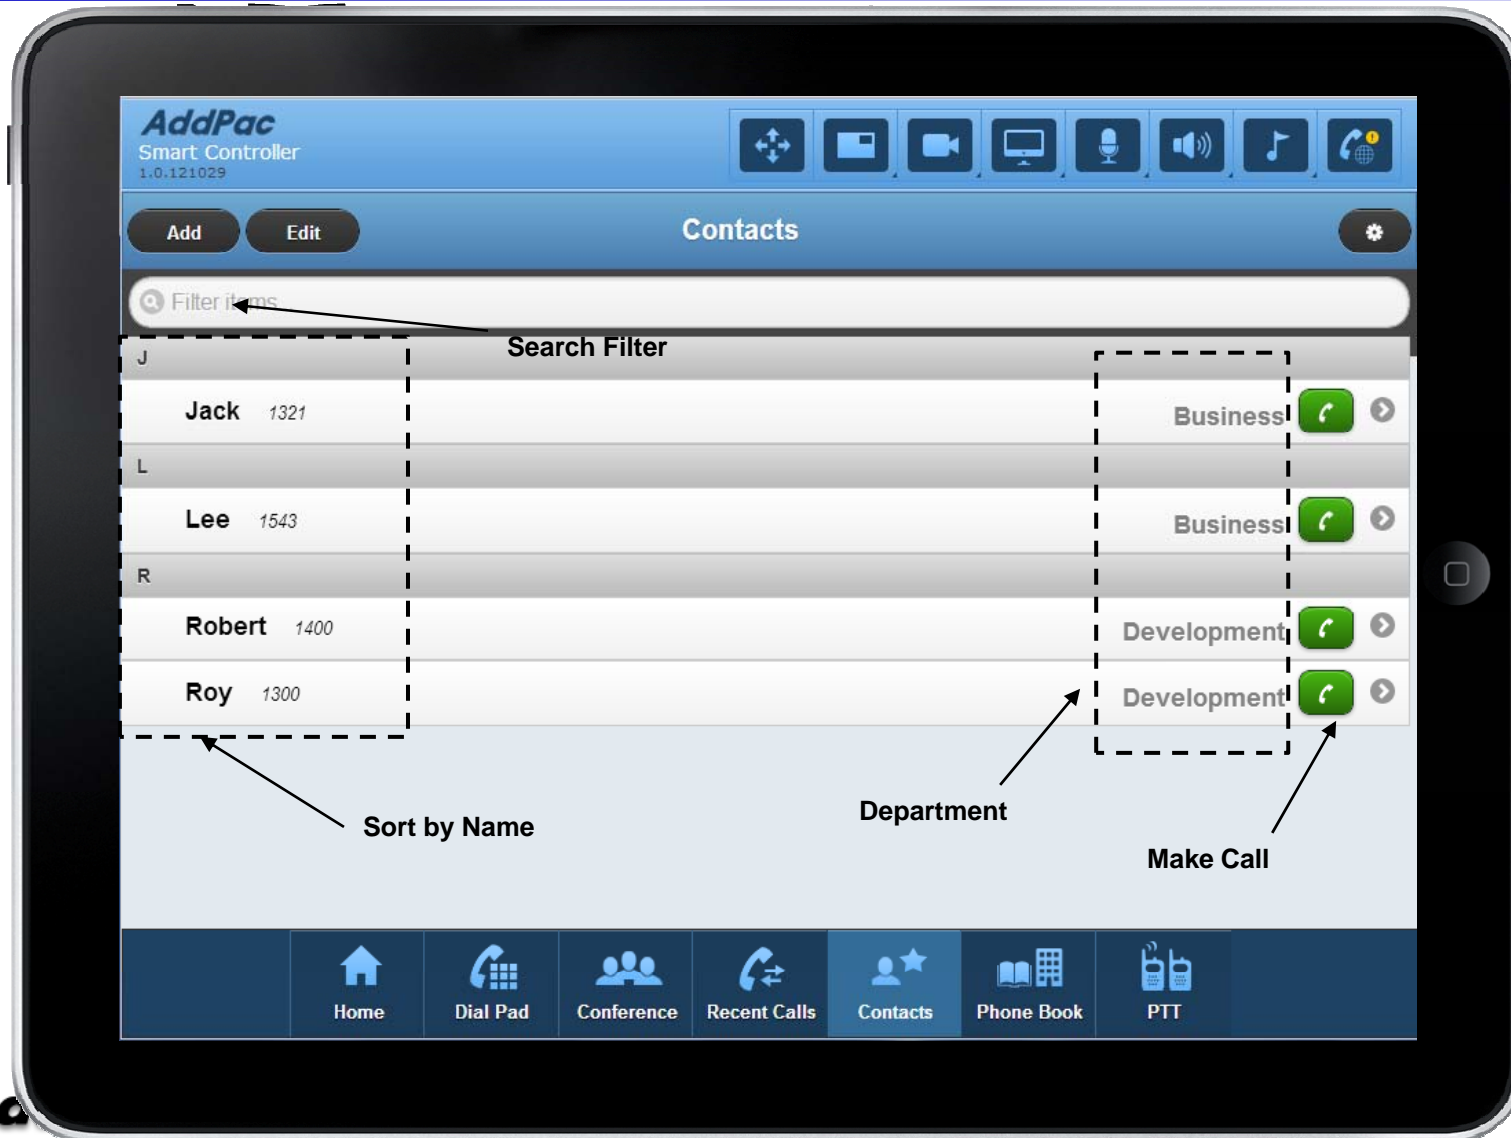 AddPac
Smart Controller
1.0.121029
Add
Edit
Contacts
Filter items
Search Filter
J
Jack 1321 Business
L
Lee 1543 Business
R
Robert 1400 Development
Roy 1300 Development
Department
Sort by Name
Make Call
Home
Dial Pad
Conference
Recent Calls
Contacts
Phone Book
PTT